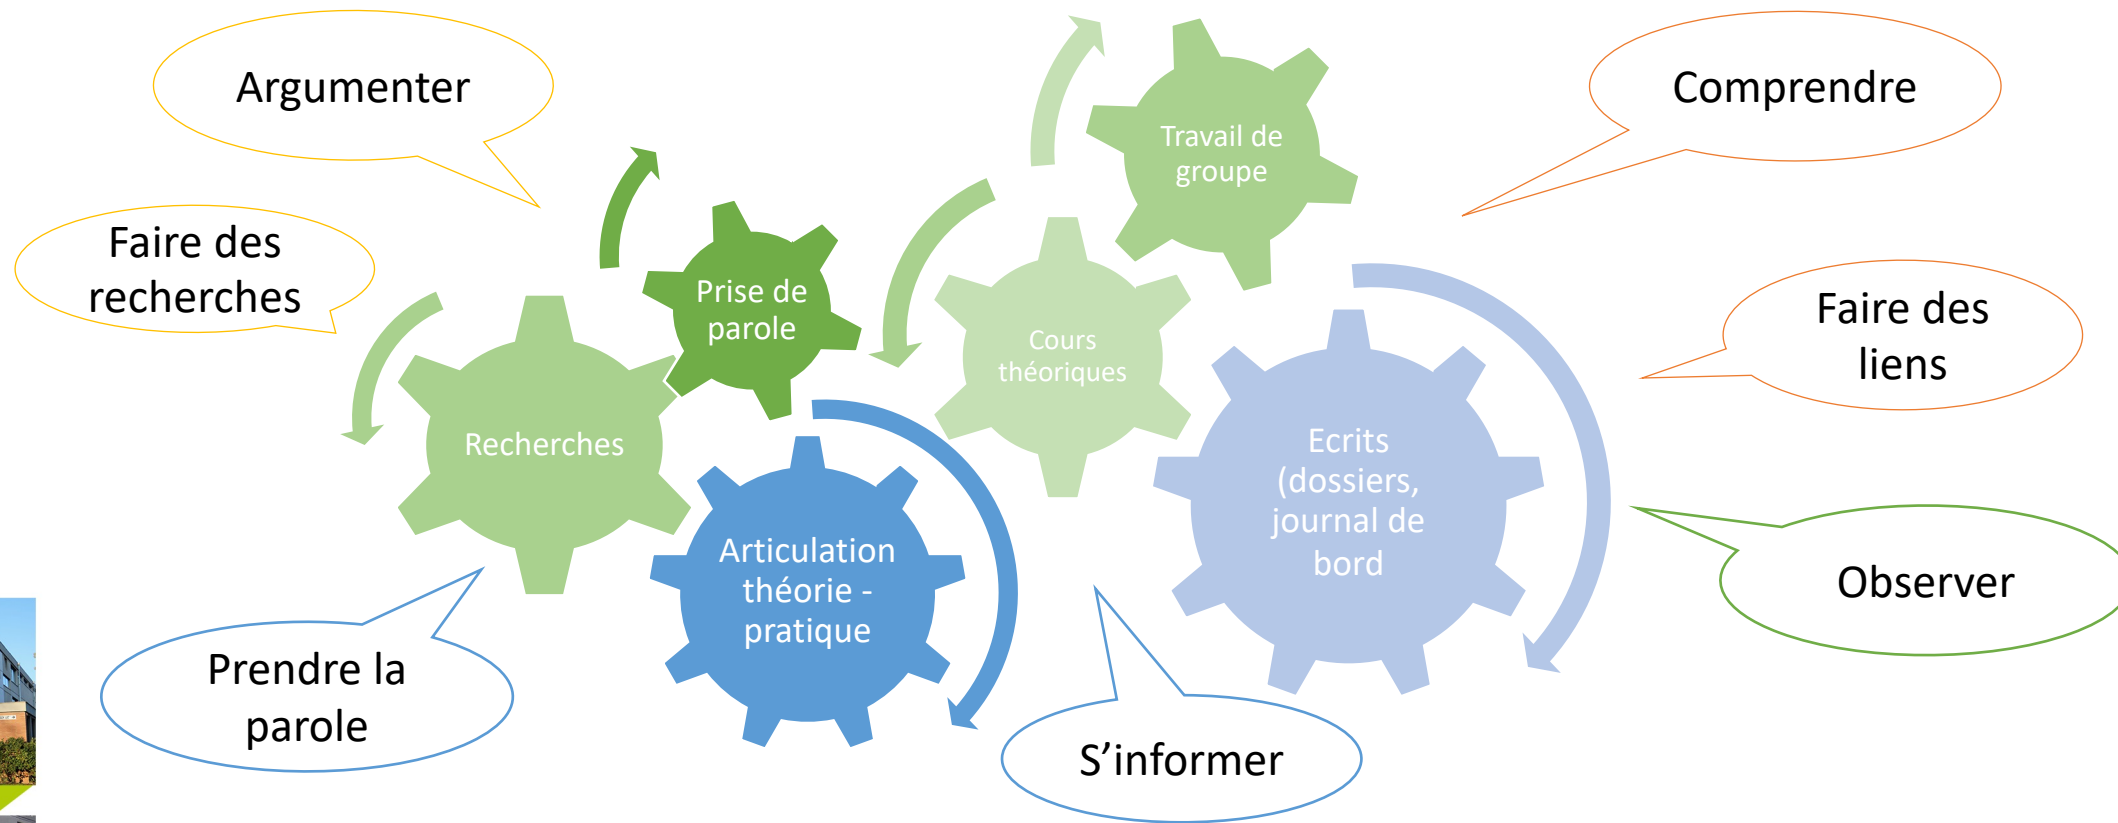 Argumenter
Faire des
recherches
Prise de
parole
Recherches
Articulation
théorie -
pratique
Prendre la
parole
Travail de
groupe
Cours
théoriques
Ecrits
(dossiers,
journal de
bord
Comprendre
Faire des
liens
Observer
S’informer